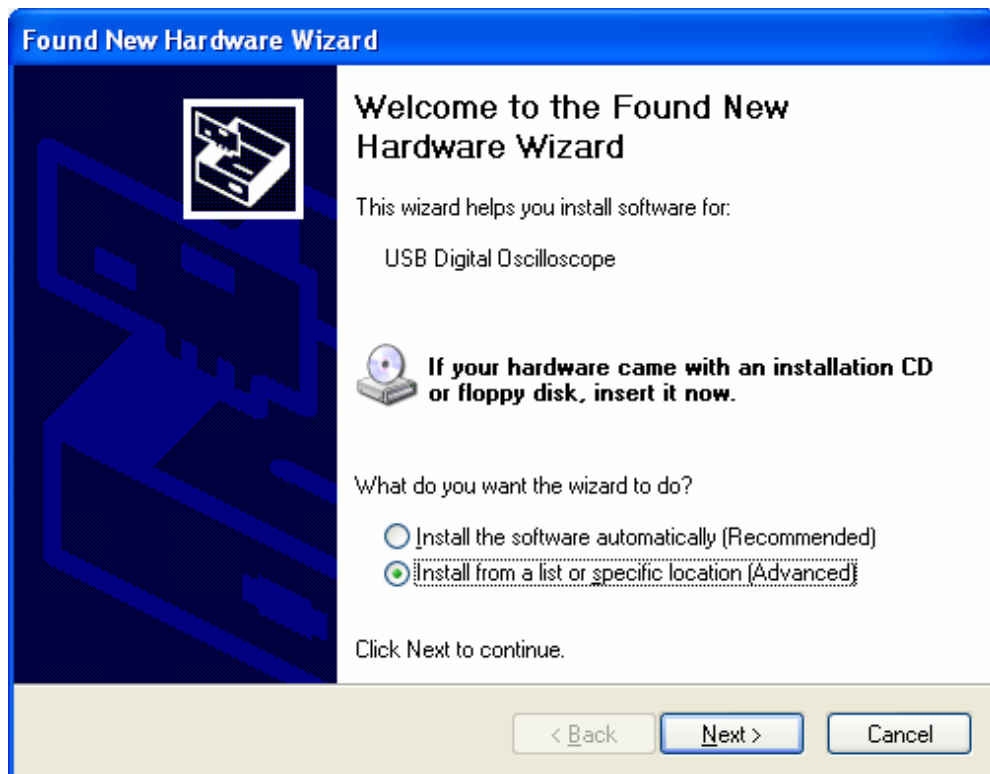 Found New Hardware Wizard
Welcome to the Found New
Hardware Wizard
This wizard helps you install software for:
USB Digital Oscilloscope
If your hardware came with an installation CD
or floppy disk, insert it now.
What do you want the wizard to do?
Install the software automatically (Recommended)
Install from a list or specific location (Advanced)
Click Next to continue.
< Back Next > Cancel